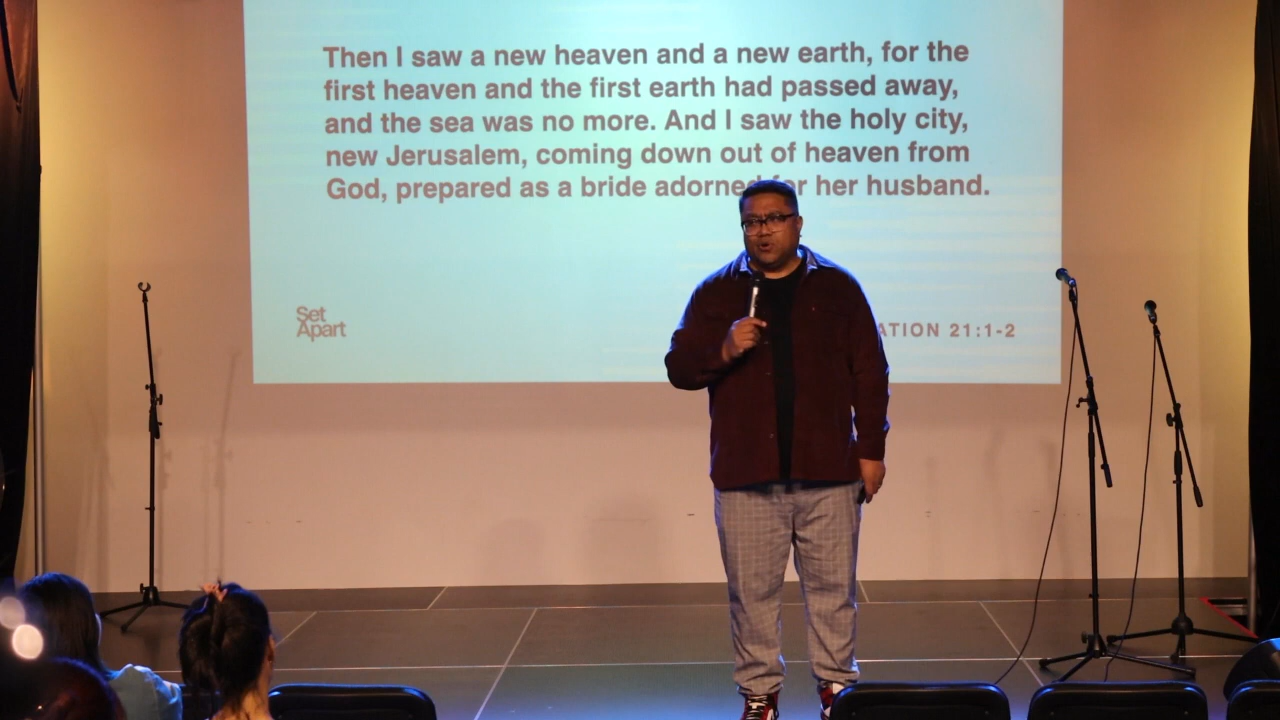 Then I saw a new heaven and a new earth, for the
first heaven and the first earth had passed away,
and the sea was no more. And I saw the holy city,
new Jerusalem, coming down out of heaven from
God, prepared as a bride adorned for her husband.
Set
Apart
ATION 21:1-2